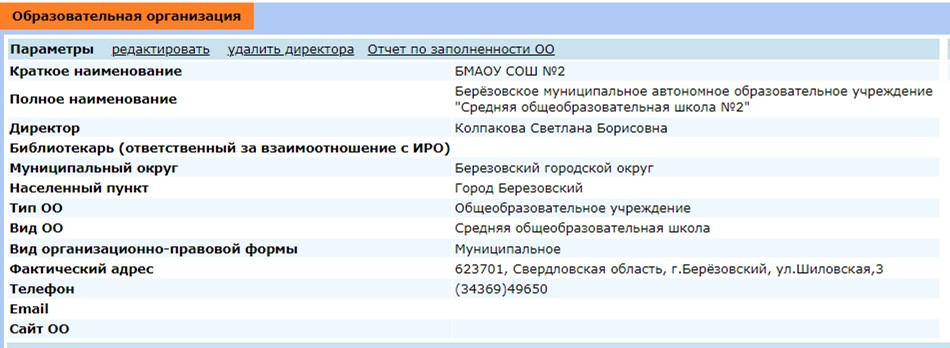 Образовательная организация
Параметры редактировать удалить директора Отчет по заполненности ОО
Краткое наименование БМАОУ СОШ №2
Полное наименование Берёзовское муниципальное автономное образовательное учреждение "Средняя общеобразовательная школа №2"
Директор Колпакова Светлана Борисовна
Библиотекарь (ответственный за взаимоотношение с ИРО)
Муниципальный округ Березовский городской округ
Населенный пункт Город Березовский
Тип ОО Общеобразовательное учреждение
Вид ОО Средняя общеобразовательная школа
Вид организационно-правовой формы Муниципальное
Фактический адрес 623701, Свердловская область, г.Берёзовский, ул.Шиловская,3
Телефон (34369)49650
Email
Сайт ОО